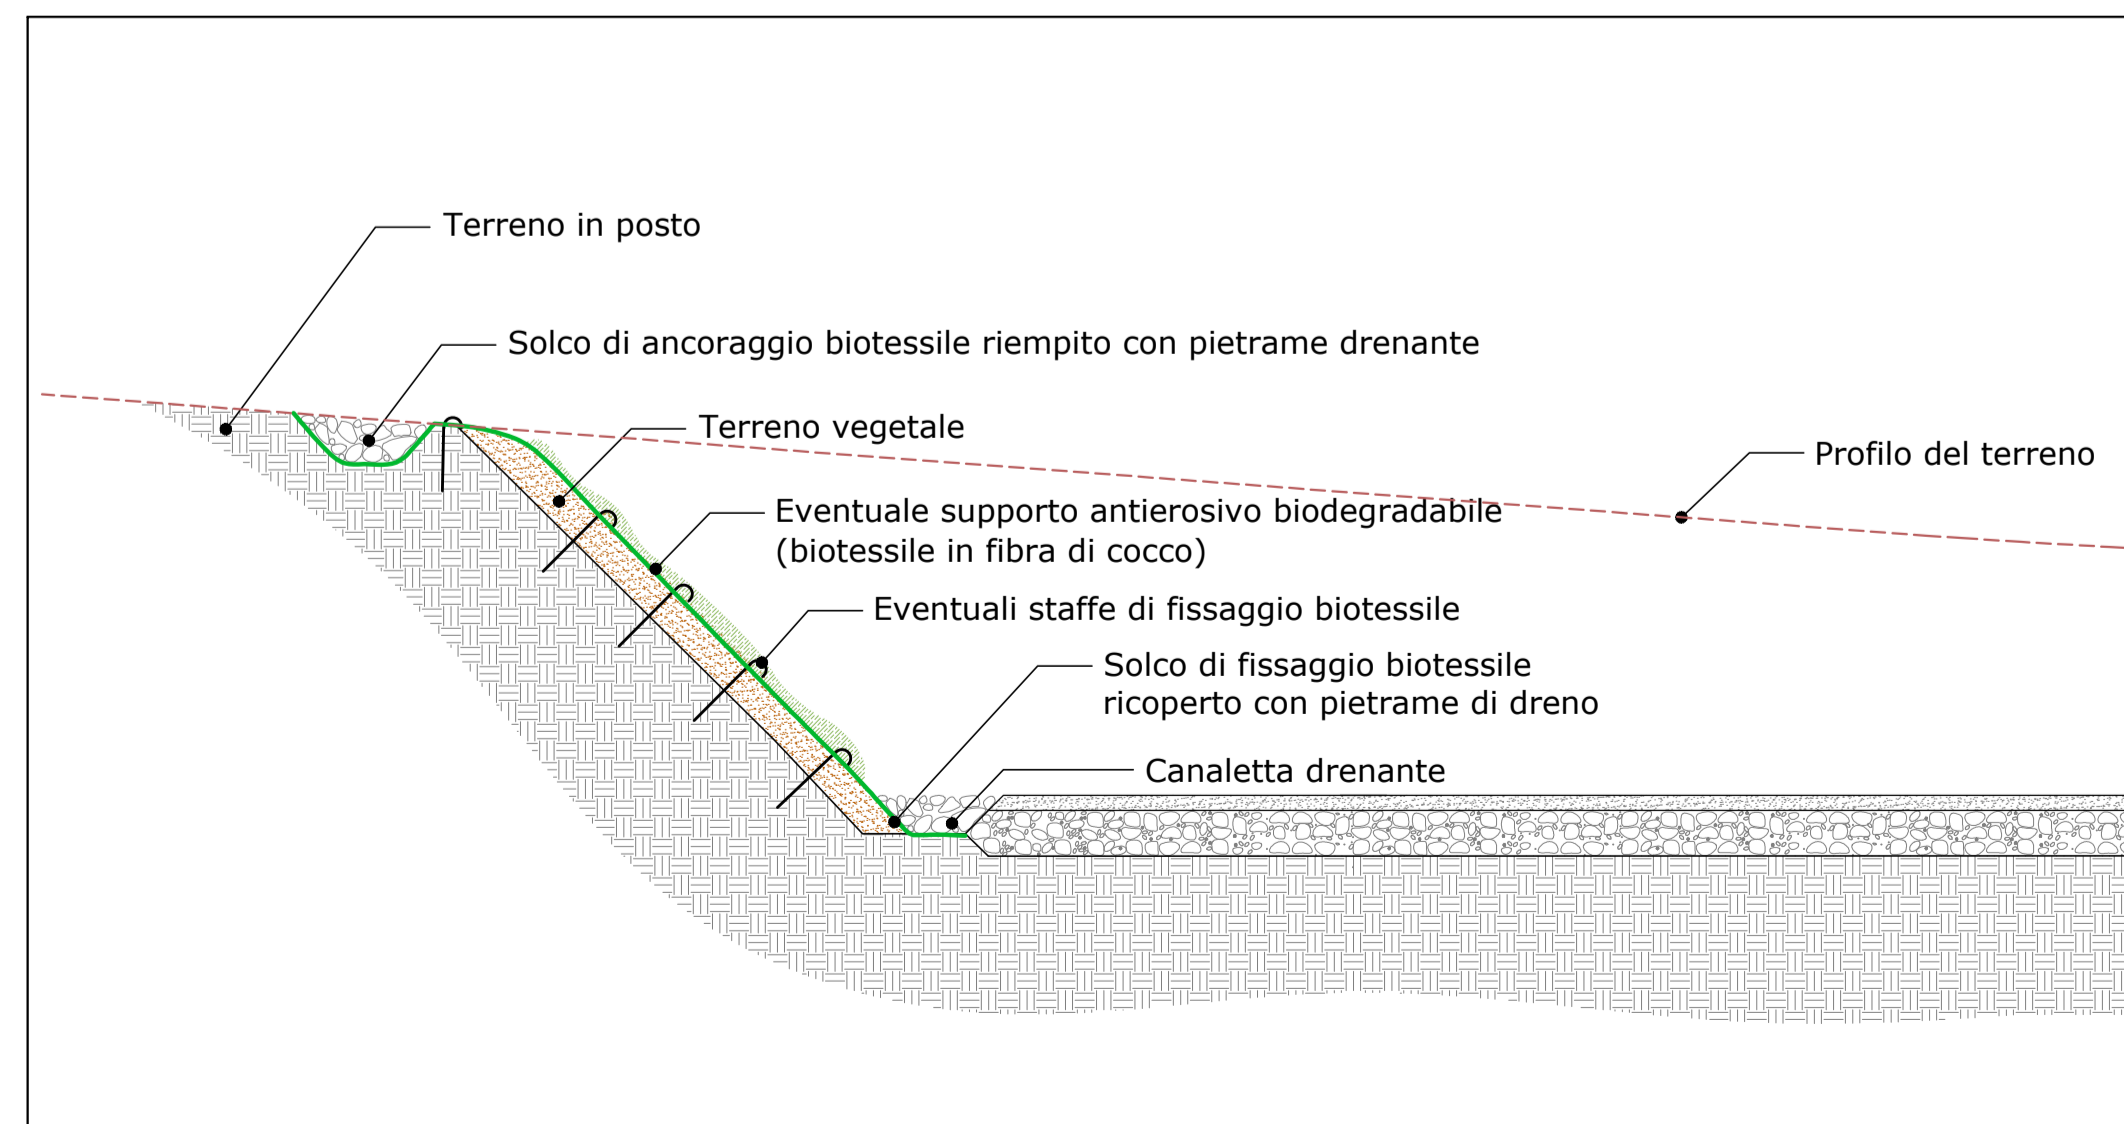 Terreno in posto
Solco di ancoraggio biotessile riempito con pietrame drenante
Terreno vegetale
Profilo del terreno
Eventuale supporto antierosivo biodegradabile
(biotessile in fibra di cocco)
Eventuali staffe di fissaggio biotessile
Solco di fissaggio biotessile
ricoperto con pietrame di dreno
Canaletta drenante